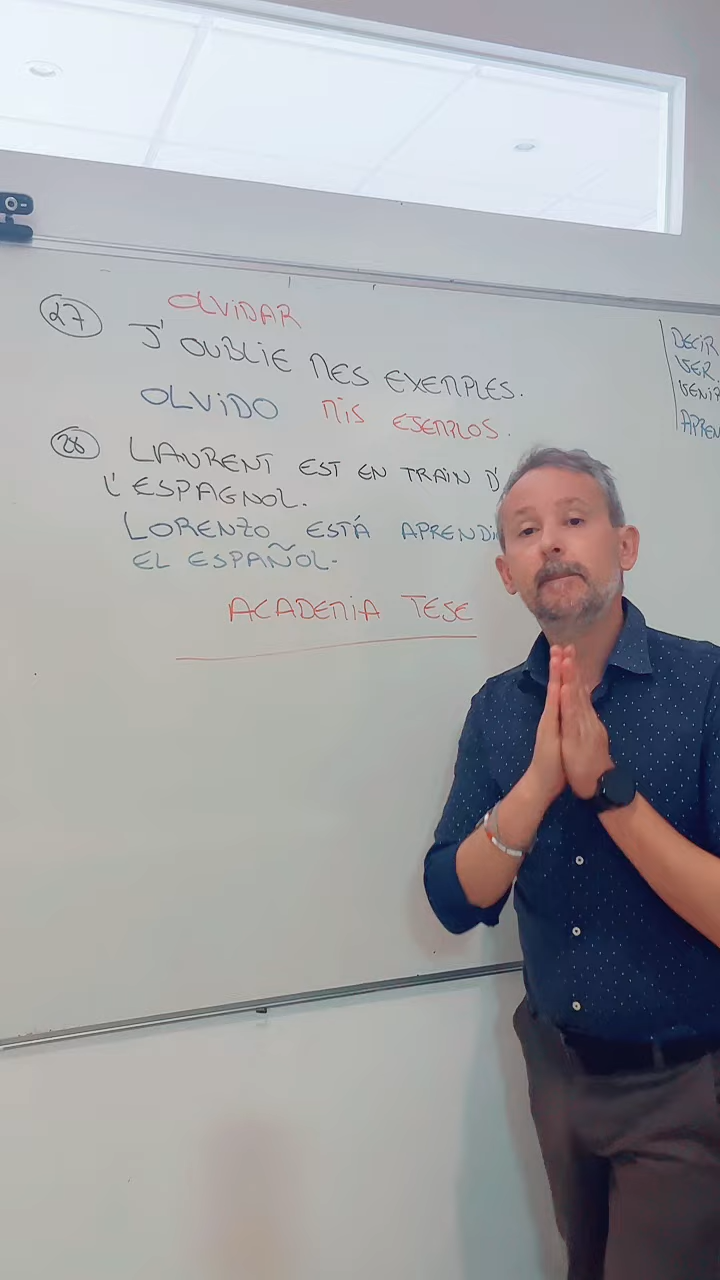 27
OLVIDAR
J'OUBLIE MES EXEMPLES.
OLVIDO MIS EJEMPLOS.
28 LAURENT EST EN TRAIN D'
L'ESPAGNOL.
LORENZO ESTÁ APRENDI
EL ESPAÑOL.
ACADEMIA TESE
DECIR
VER
VENIR
APREN